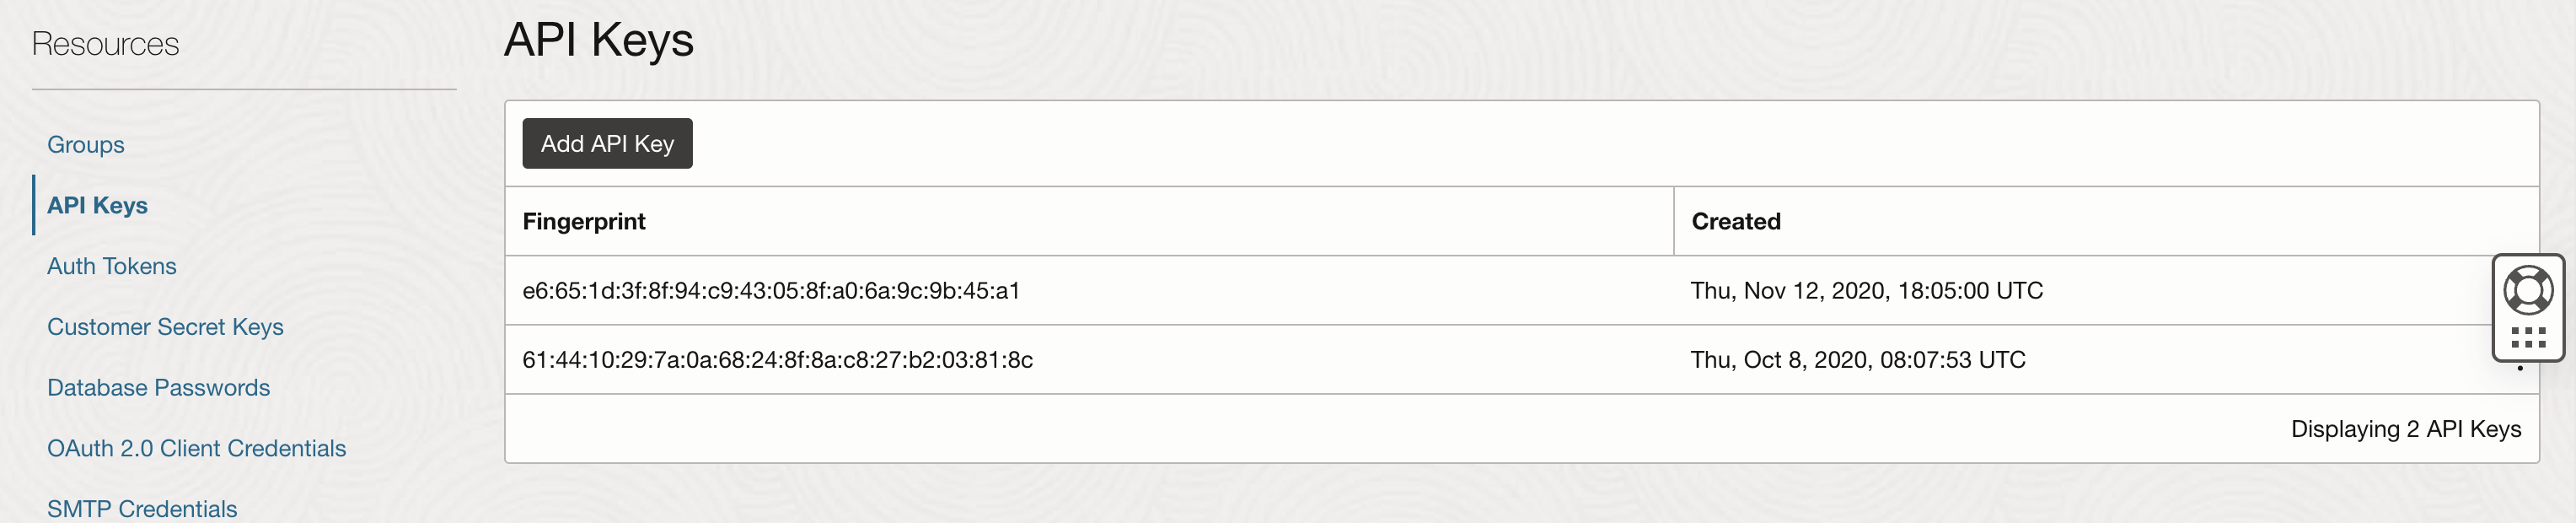 Resources
Groups
API Keys
Auth Tokens
Customer Secret Keys
Database Passwords
OAuth 2.0 Client Credentials
SMTP Credentials
API Keys
Add API Key
Fingerprint Created
e6:65:1d:3f:8f:94:c9:43:05:8f:a0:6a:9c:9b:45:a1 Thu, Nov 12, 2020, 18:05:00 UTC
61:44:10:29:7a:0a:68:24:8f:8a:c8:27:b2:03:81:8c Thu, Oct 8, 2020, 08:07:53 UTC
Displaying 2 API Keys